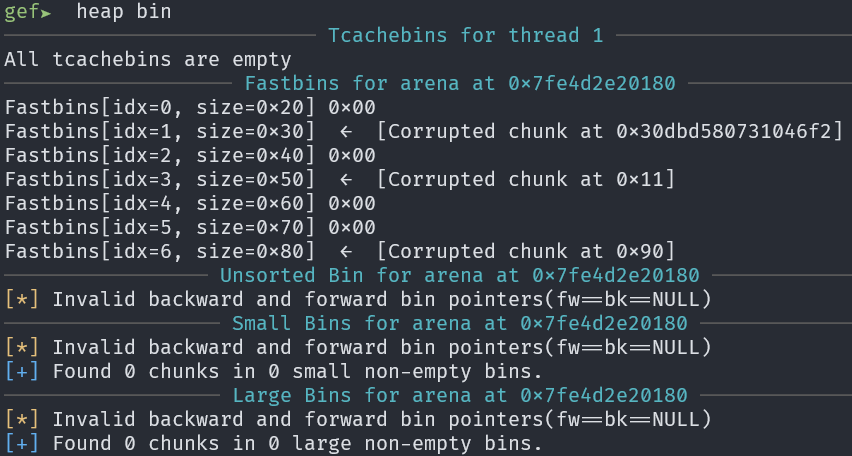 gef➤ heap bin
Tcachebins for thread 1
All tcachebins are empty
Fastbins for arena at 0x7fe4d2e20180
Fastbins[idx=0, size=0x20] 0x00
Fastbins[idx=1, size=0x30]  ←  [Corrupted chunk at 0x30dbd580731046f2]
Fastbins[idx=2, size=0x40] 0x00
Fastbins[idx=3, size=0x50]  ←  [Corrupted chunk at 0x11]
Fastbins[idx=4, size=0x60] 0x00
Fastbins[idx=5, size=0x70] 0x00
Fastbins[idx=6, size=0x80]  ←  [Corrupted chunk at 0x90]
Unsorted Bin for arena at 0x7fe4d2e20180
[*] Invalid backward and forward bin pointers(fw==bk==NULL)
Small Bins for arena at 0x7fe4d2e20180
[*] Invalid backward and forward bin pointers(fw==bk==NULL)
[+] Found 0 chunks in 0 small non-empty bins.
Large Bins for arena at 0x7fe4d2e20180
[*] Invalid backward and forward bin pointers(fw==bk==NULL)
[+] Found 0 chunks in 0 large non-empty bins.